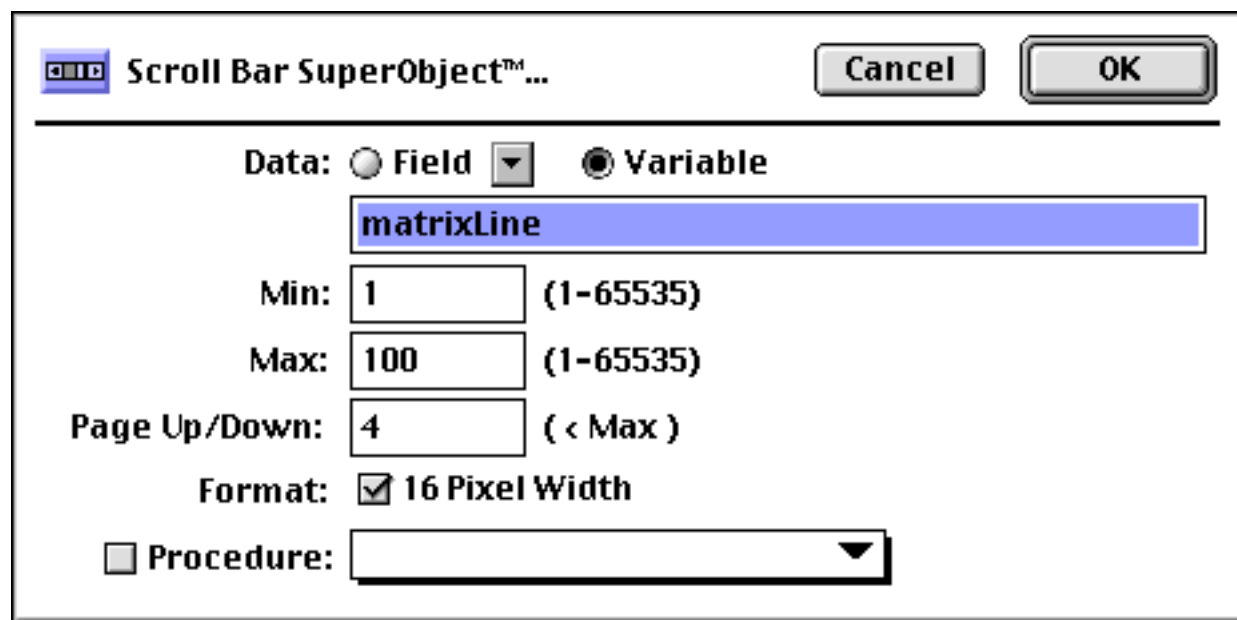 Scroll Bar SuperObject™... Cancel OK
Data: Field Variable
matrixLine
Min: 1 (1-65535)
Max: 100 (1-65535)
Page Up/Down: 4 ( < Max )
Format: 16 Pixel Width
Procedure: